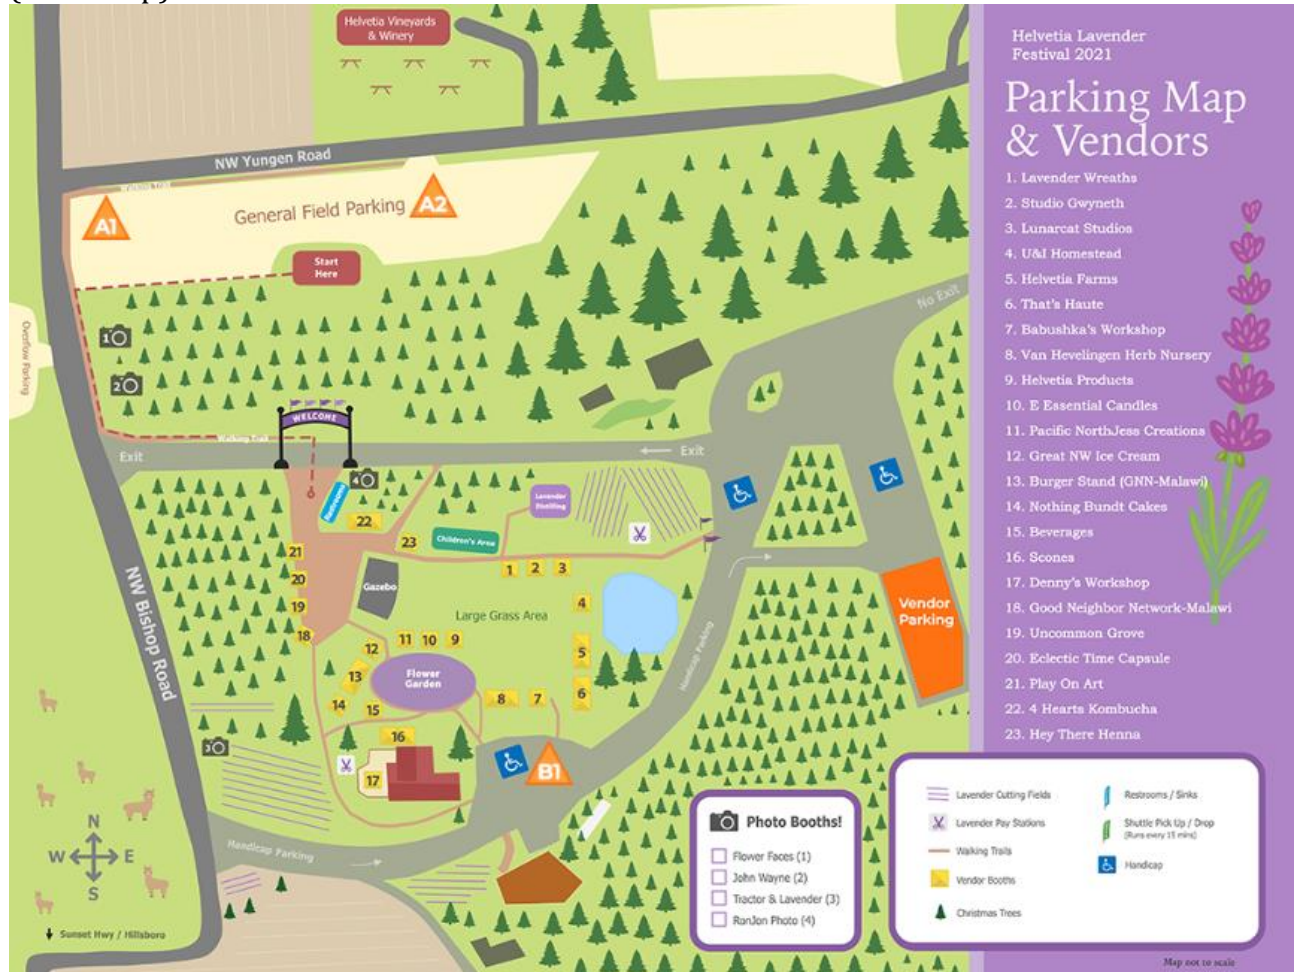 Helvetia Vineyards
& Winery
NW Yungen Road
Walking Trail
General Field Parking
A1
A2
Start
Here
Overflow Parking
1
2
WELCOME
Walking Trail
Exit
Exit
No Exit
4
Restrooms
22
Lavender
Distilling
23
Children's Area
21
20
19
18
Gazebo
1
2
3
4
5
6
Large Grass Area
Vendor
Parking
NW Bishop Road
12
11
10
9
13
Flower
Garden
14
15
8
7
16
17
3
B1
Handicap Parking
Handicap Parking
N
W
E
S
Sunset Hwy / Hillsboro
Photo Booths!
Flower Faces (1)
John Wayne (2)
Tractor & Lavender (3)
RonJon Photo (4)
Helvetia Lavender
Festival 2021
Parking Map
& Vendors
1. Lavender Wreaths
2. Studio Gwyneth
3. Lunarcat Studios
4. U&I Homestead
5. Helvetia Farms
6. That's Haute
7. Babushka's Workshop
8. Van Hevelingen Herb Nursery
9. Helvetia Products
10. E Essential Candles
11. Pacific NorthJess Creations
12. Great NW Ice Cream
13. Burger Stand (GNN-Malawi)
14. Nothing Bundt Cakes
15. Beverages
16. Scones
17. Denny's Workshop
18. Good Neighbor Network-Malawi
19. Uncommon Grove
20. Eclectic Time Capsule
21. Play On Art
22. 4 Hearts Kombucha
23. Hey There Henna
Lavender Cutting Fields
Lavender Pay Stations
Walking Trails
Vendor Booths
Christmas Trees
Restrooms / Sinks
Shuttle Pick Up / Drop
(Runs every 15 mins)
Handicap
Map not to scale